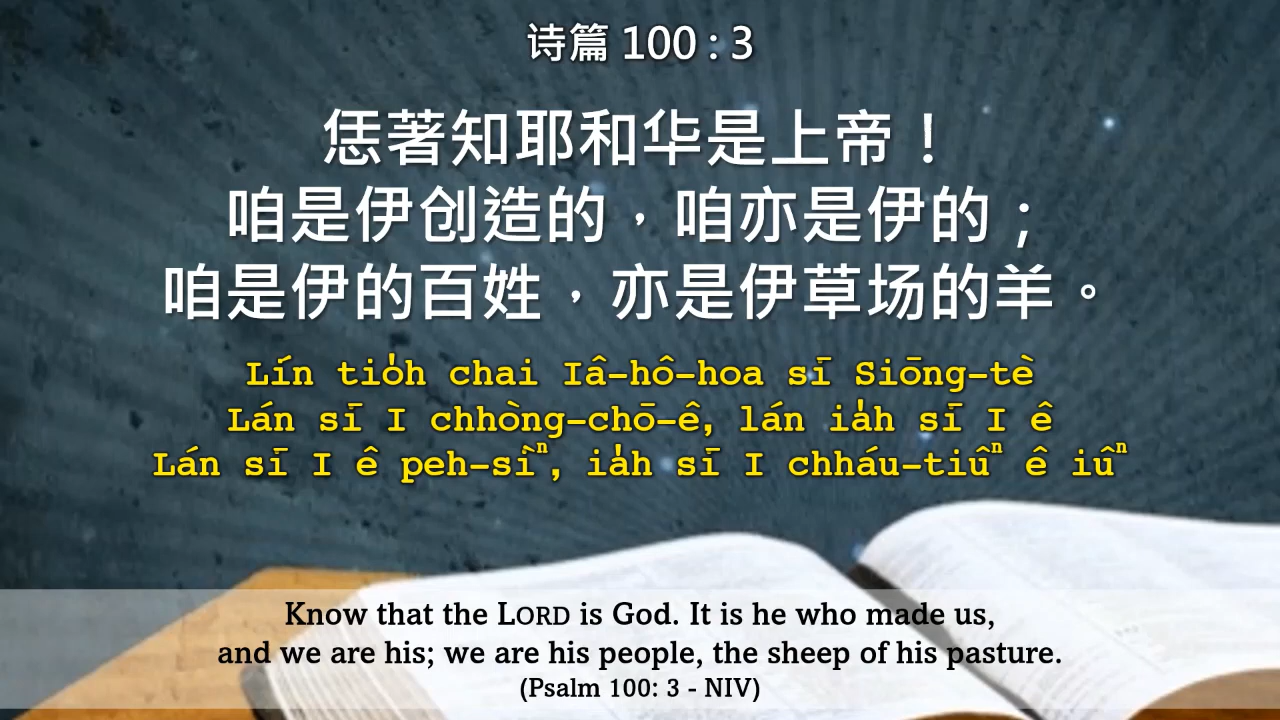 诗篇 100 : 3
恁著知耶和华是上帝！
咱是伊创造的，咱亦是伊的；
咱是伊的百姓，亦是伊草场的羊。
Lín tio̍h chai Iâ-hô-hoa sī Siōng-tè
Lán sī I chhòng-chō-ê, lán ia̍h sī I ê
Lán sī I ê peh-sìⁿ, ia̍h sī I chháu-tiûⁿ ê iûⁿ
Know that the LORD is God. It is he who made us,
and we are his; we are his people, the sheep of his pasture.
(Psalm 100: 3 - NIV)